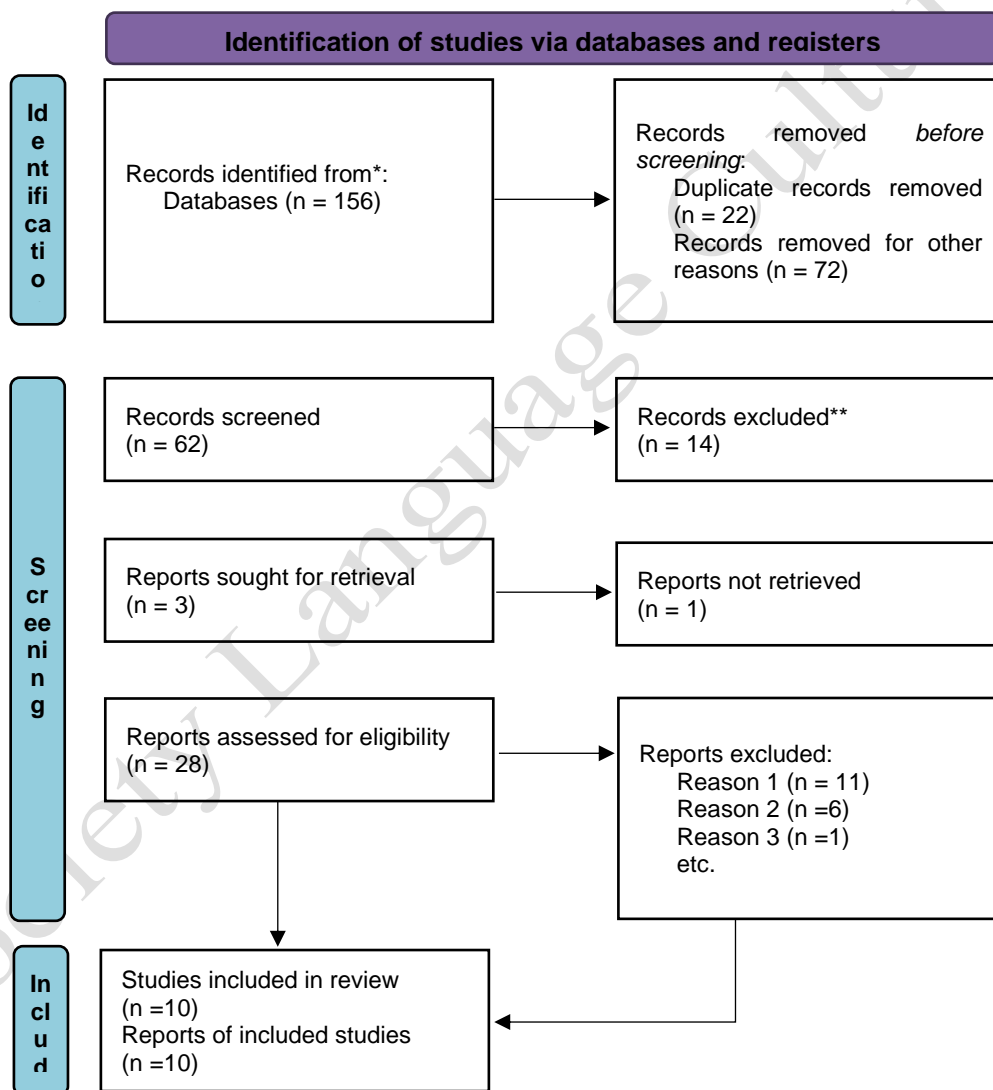 Identification of studies via databases and registers
Id
e
nt
ifi
ca
ti
o
Records identified from*:
Databases (n = 156)
Records removed before
screening:
Duplicate records removed
(n = 22)
Records removed for other
reasons (n = 72)
S
cr
ee
ni
n
g
Records screened
(n = 62)
Records excluded**
(n = 14)
Reports sought for retrieval
(n = 3)
Reports not retrieved
(n = 1)
Reports assessed for eligibility
(n = 28)
Reports excluded:
Reason 1 (n = 11)
Reason 2 (n =6)
Reason 3 (n =1)
etc.
In
cl
u
d
Studies included in review
(n =10)
Reports of included studies
(n =10)
Society Language Cultu